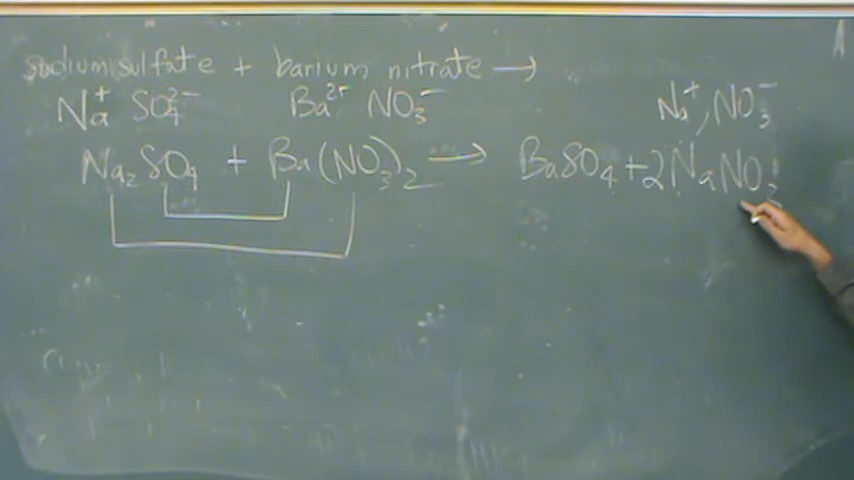 sodium sulfate + barium nitrate →
Na⁺ SO₄²⁻ Ba²⁺ NO₃⁻ Na⁺, NO₃⁻
Na₂SO₄ + Ba(NO₃)₂ → BaSO₄ + 2NaNO₃